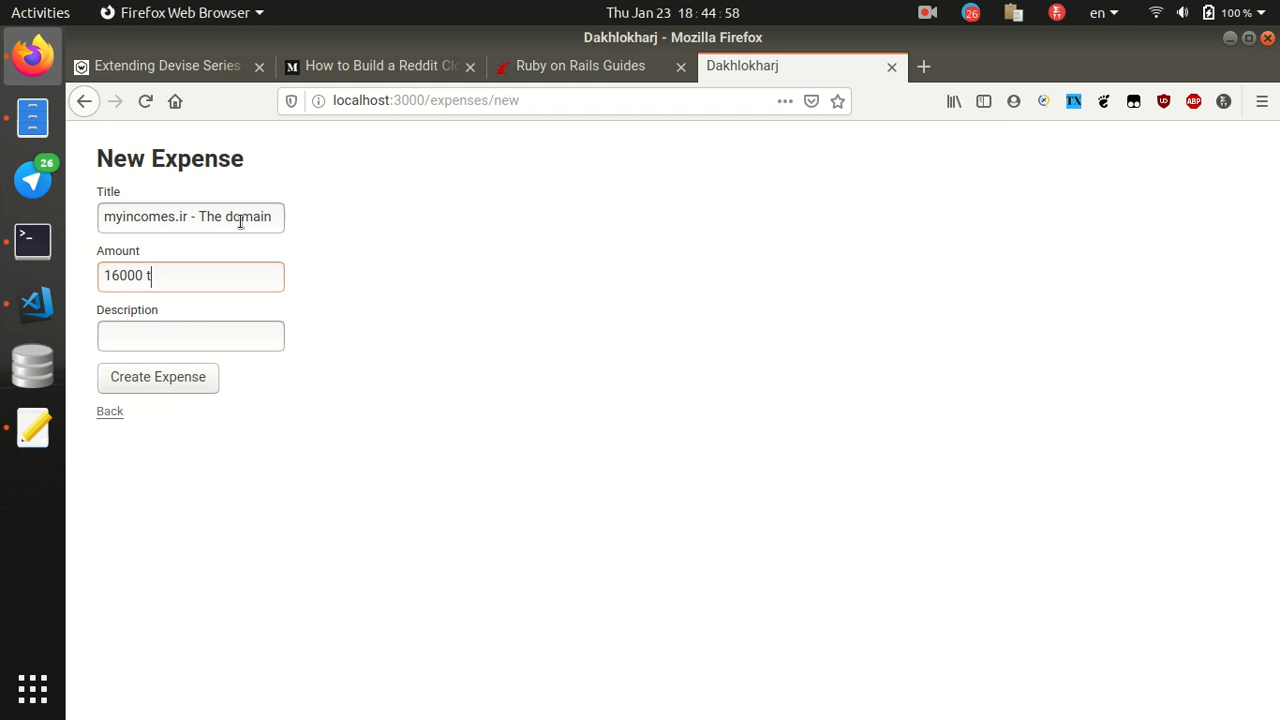 Activities
Firefox Web Browser
Thu Jan 23 18:44:58
26
en
100 %
Dakhlokharj - Mozilla Firefox
Extending Devise Series -
How to Build a Reddit Cl
Ruby on Rails Guides
Dakhlokharj
localhost:3000/expenses/new
TX
ABP
26
New Expense
Title
myincomes.ir - The domain
Amount
16000 t
Description
Create Expense
Back